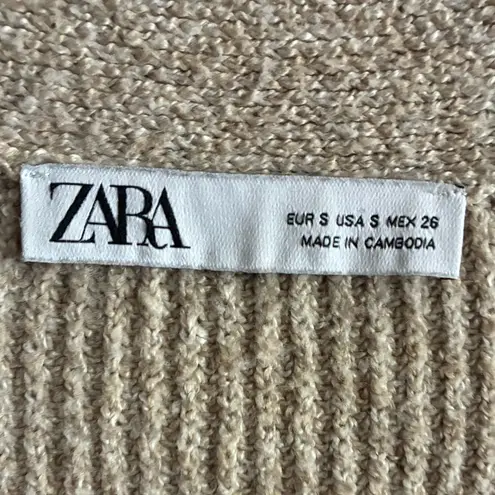 ZARA
EUR S USA S MEX 26
MADE IN CAMBODIA